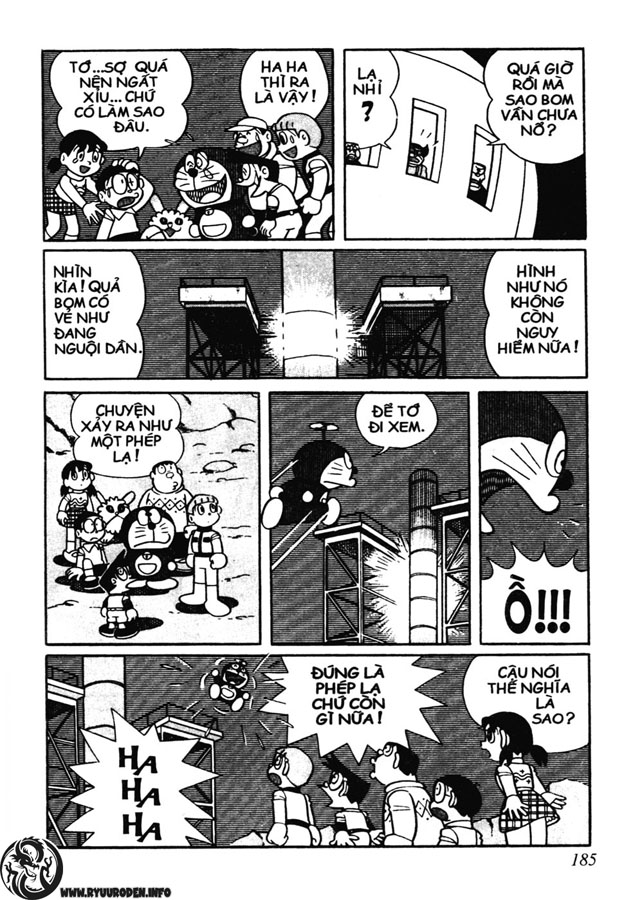 TỚ...SỢ QUÁ
NÊN NGẤT
XỈU... CHỨ
CÓ LÀM SAO
ĐÂU.
HA HA
THÌ RA
LÀ VẬY!
LẠ
NHỈ
?
QUÁ GIỜ
RỒI MÀ
SAO BOM
VẪN CHƯA
NỔ?
NHÌN
KÌA! QUẢ
BOM CÓ
VẺ NHƯ
ĐANG
NGUỘI DẦN.
HÌNH
NHƯ NÓ
KHÔNG
CÒN
NGUY
HIỂM NỮA!
CHUYỆN
XẢY RA NHƯ
MỘT PHÉP
LẠ!
ĐỂ TỚ
ĐI XEM.
Ồ!!!
HA
HA
HA
ĐÚNG LÀ
PHÉP LẠ
CHỨ CÒN
GÌ NỮA!
CẬU NÓI
THẾ NGHĨA
LÀ
SAO?
185
WWW.RYUURODEN.INFO